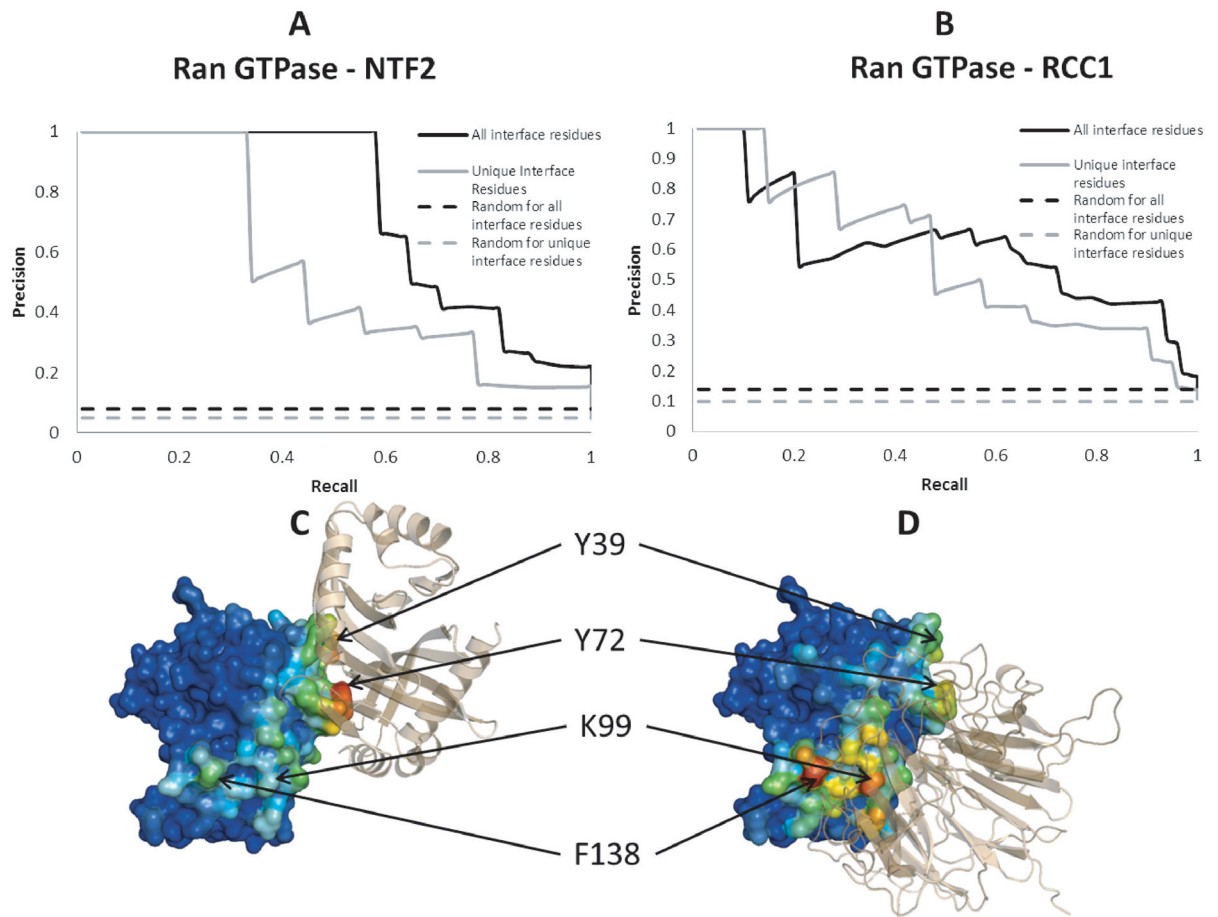 A
Ran GTPase - NTF2
1
0.8
0.6
0.4
0.2
0
Precision
0
0.2
0.4
0.6
0.8
1
Recall
All interface residues
Unique Interface
Residues
Random for all
interface residues
Random for unique
interface residues
B
Ran GTPase - RCC1
1
0.9
0.8
0.7
0.6
0.5
0.4
0.3
0.2
0.1
0
Precision
0
0.2
0.4
0.6
0.8
1
Recall
All interface residues
Unique interface
residues
Random for all
interface residues
Random for unique
interface residues
C
D
Y39
Y72
K99
F138